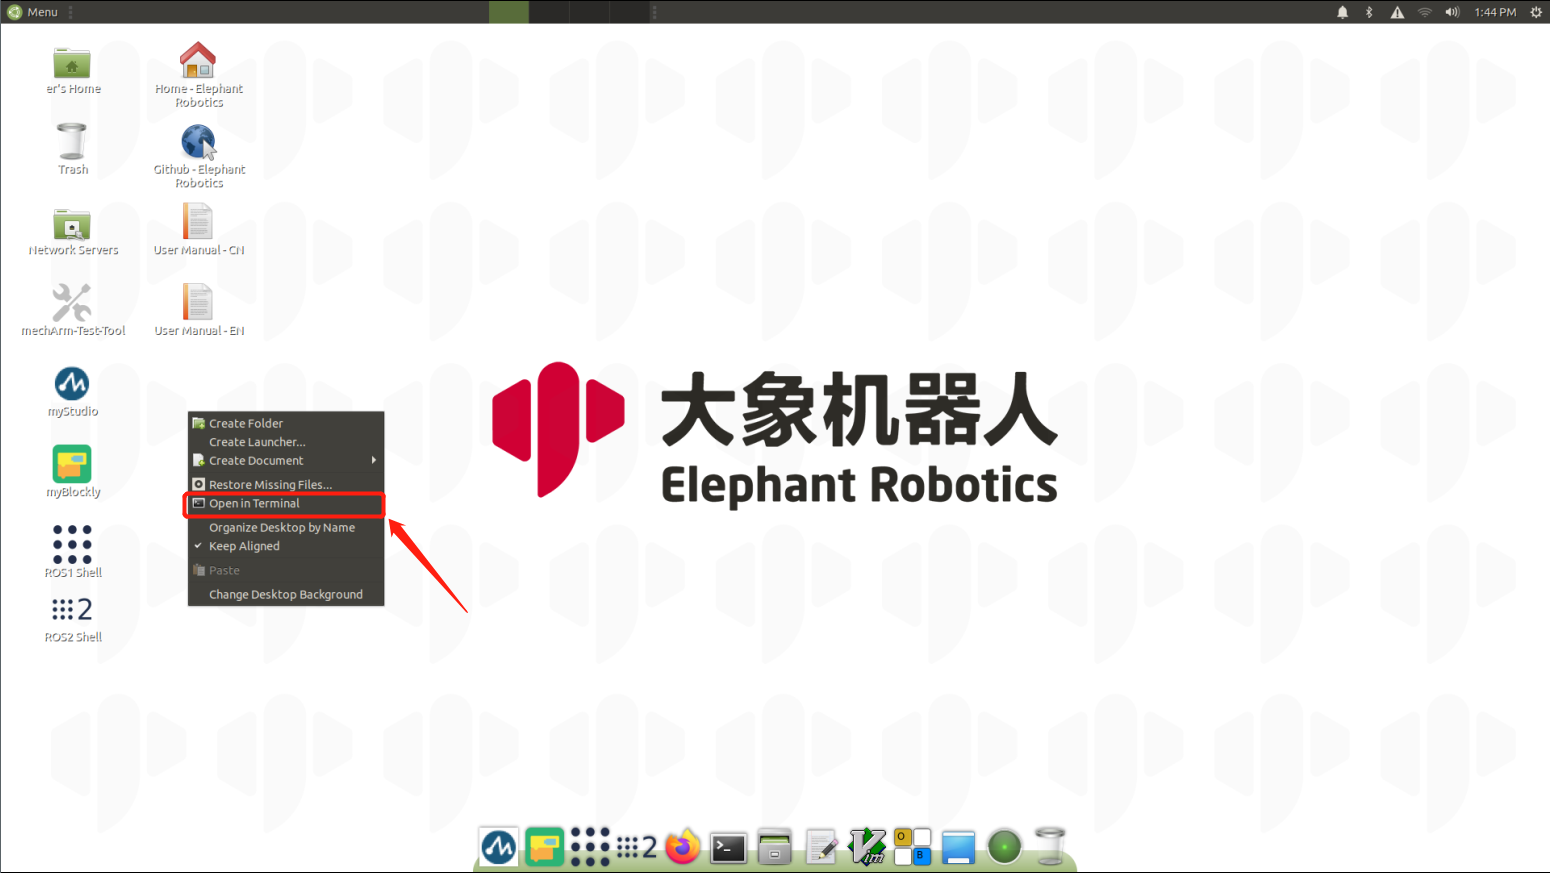 Menu
1:44 PM
er's Home
Home - Elephant
Robotics
Trash
Github - Elephant
Robotics
Network Servers
User Manual - CN
mechArm-Test-Tool
User Manual - EN
myStudio
myBlockly
ROS1 Shell
2
ROS2 Shell
Create Folder
Create Launcher...
Create Document
Restore Missing Files...
Open in Terminal
Organize Desktop by Name
Keep Aligned
Paste
Change Desktop Background
大象机器人
Elephant Robotics
2
>_
Vim
O
B